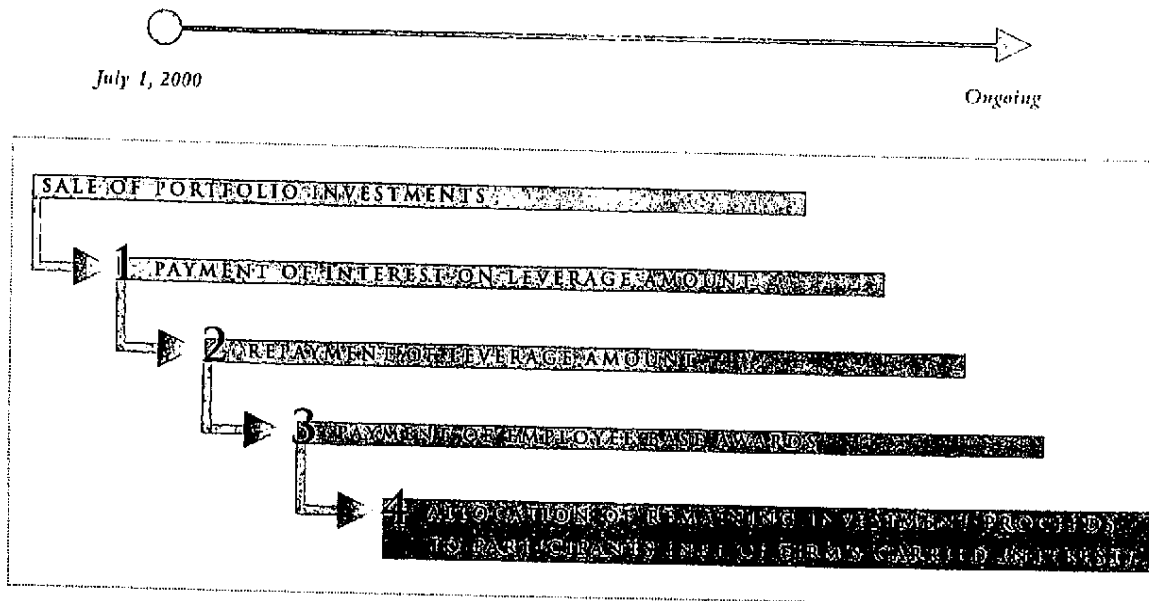 July 1, 2000
Ongoing
SALE OF PORTFOLIO INVESTMENTS
1 PAYMENT OF INTEREST ON LEVERAGE AMOUNT
2 REPAYMENT OF LEVERAGE AMOUNT
3 PAYMENT OF EMPLOYEE BASE AWARDS
4 ALLOCATION OF REMAINING INVESTMENT PROCEEDS
TO PARTICIPANTS (NET OF FIRM'S CARRIED INTEREST)